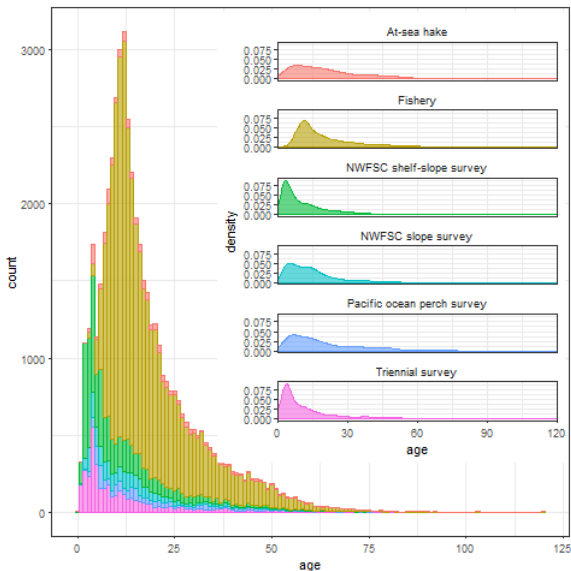 At-sea hake
0.075
0.050
0.025
0.000
Fishery
0.075
0.050
0.025
0.000
NWFSC shelf-slope survey
0.075
0.050
0.025
0.000
NWFSC slope survey
0.075
0.050
0.025
0.000
Pacific ocean perch survey
0.075
0.050
0.025
0.000
Triennial survey
0.075
0.050
0.025
0.000
0 30 60 90 120
age
density
3000
2000
1000
0
count
0 25 50 75 100 125
age